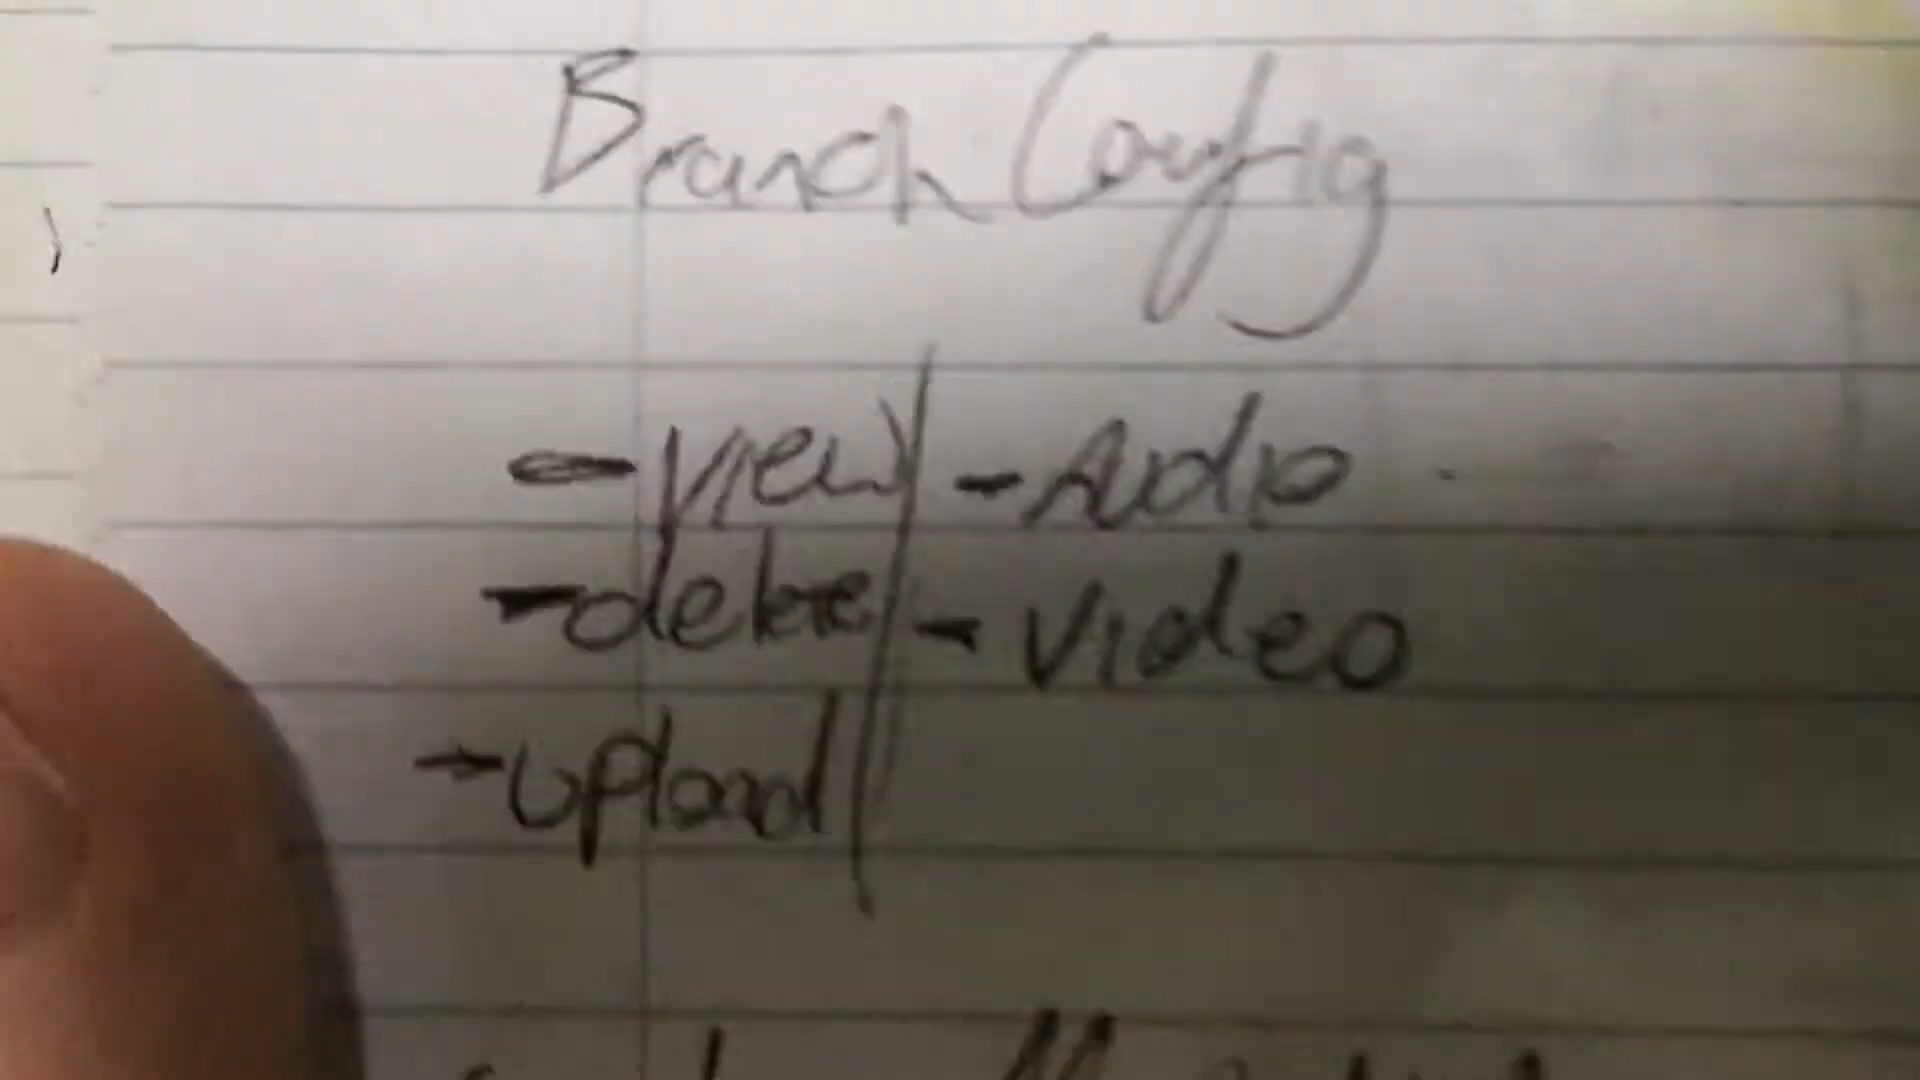 Branch Config
- view - Audio
- delete - Video
- upload